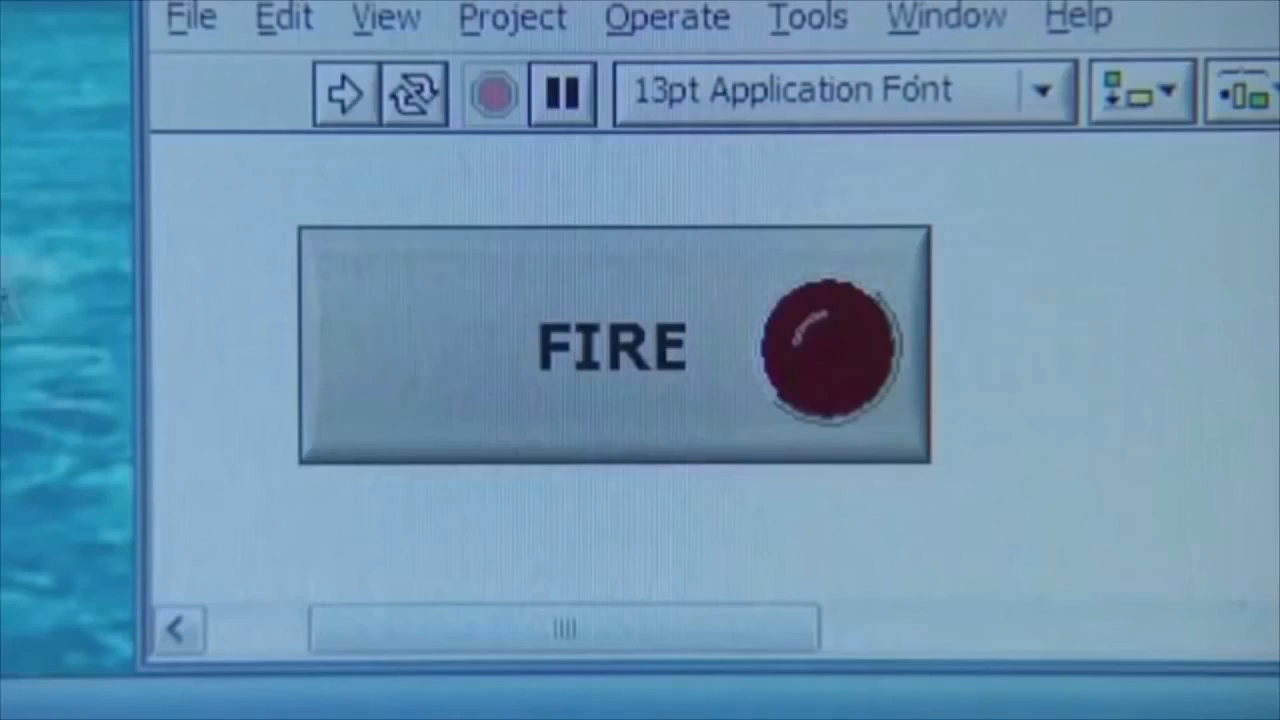 File Edit View Project Operate Tools Window Help
13pt Application Font
FIRE